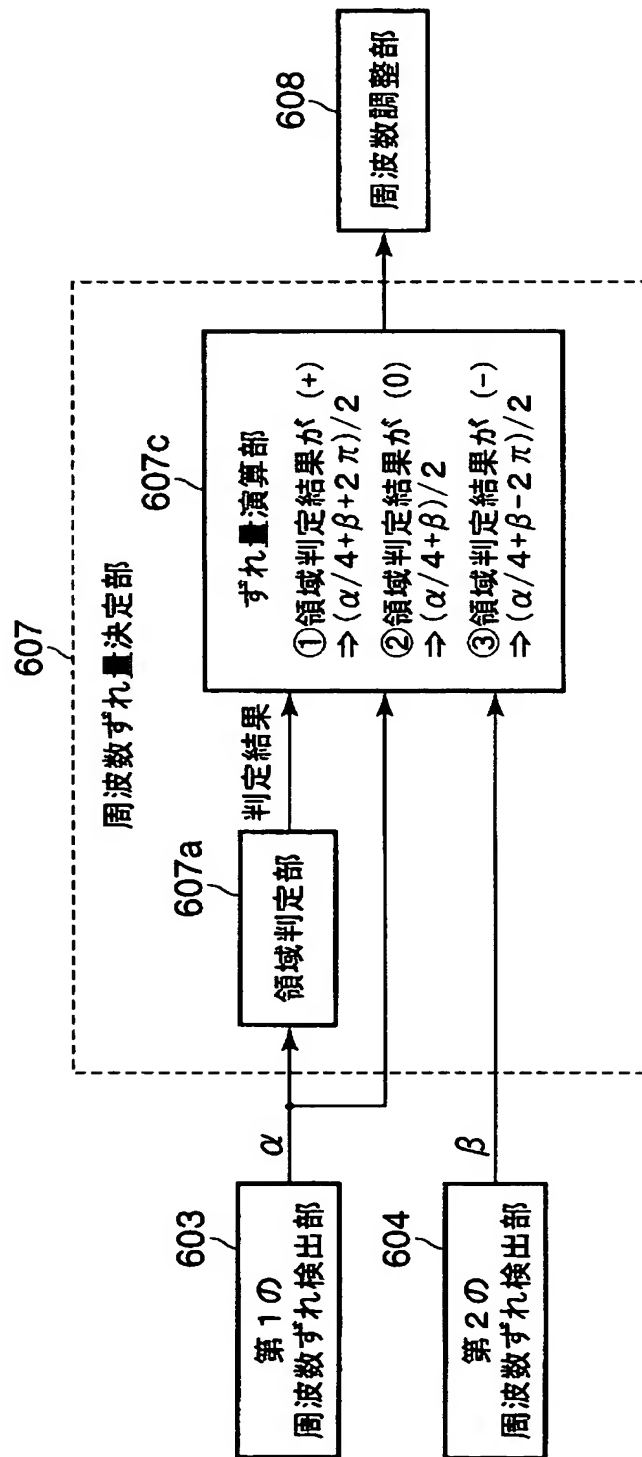 603
第1の
周波数ずれ検出部
α
604
第2の
周波数ずれ検出部
β
607
周波数ずれ量決定部
607a
領域判定部
判定結果
607c
ずれ量演算部
①領域判定結果が (+)
⇒(α/4+β+2π)/2
②領域判定結果が (0)
⇒(α/4+β)/2
③領域判定結果が (-)
⇒(α/4+β-2π)/2
608
周波数調整部